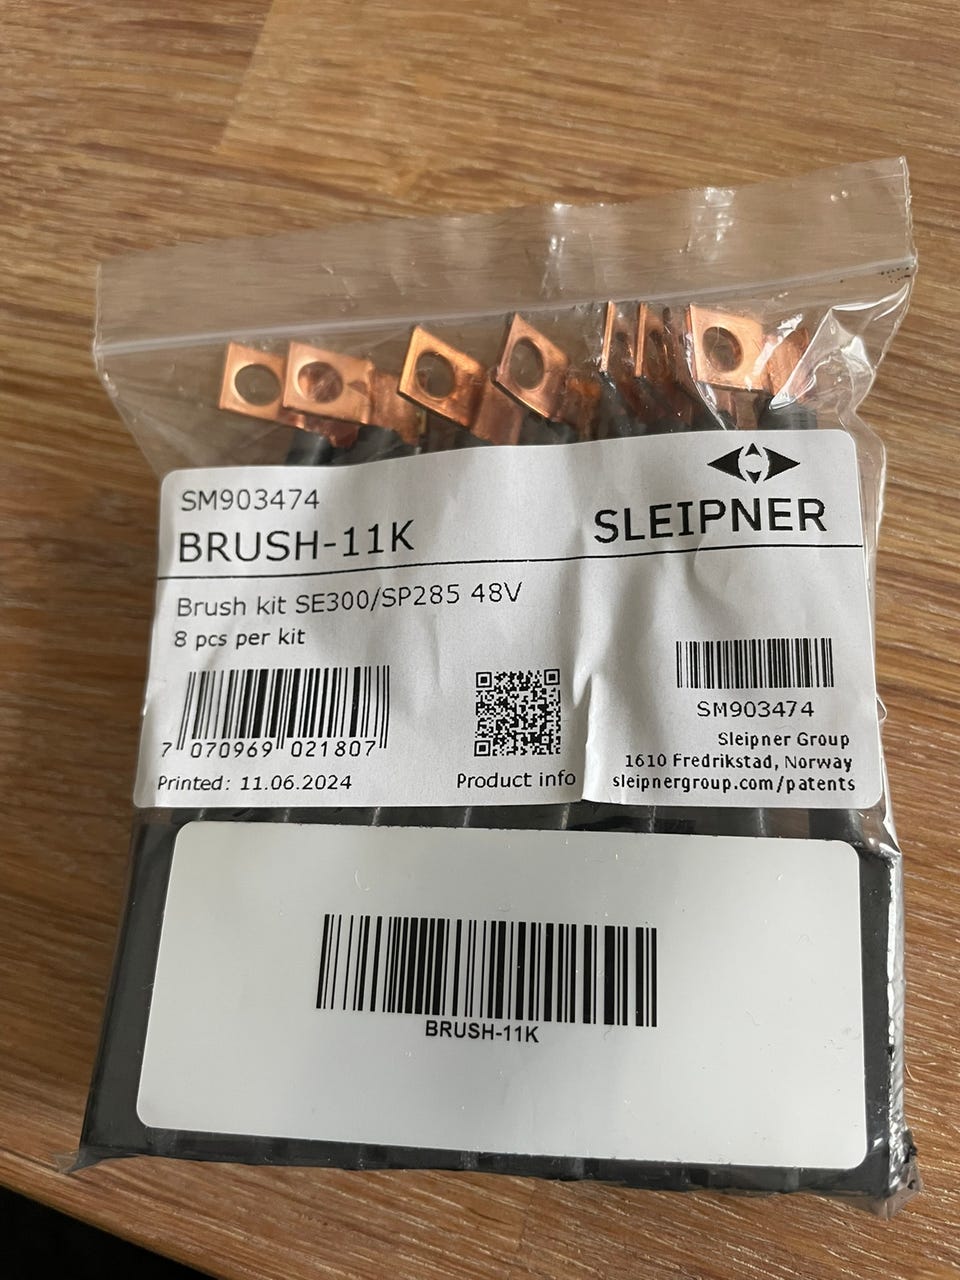 SM903474
BRUSH-11K
SLEIPNER
Brush kit SE300/SP285 48V
8 pcs per kit
7 070969 021807
Printed: 11.06.2024
Product info
SM903474
Sleipner Group
1610 Fredrikstad, Norway
sleipnergroup.com/patents
BRUSH-11K